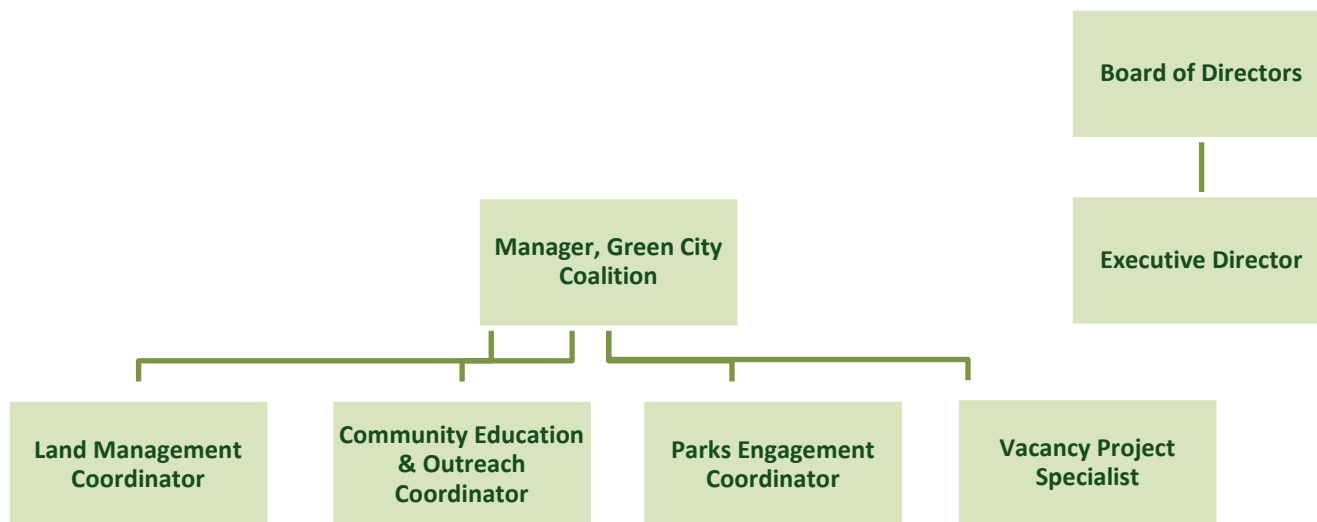 Board of Directors
Executive Director
Manager, Green City
Coalition
Land Management
Coordinator
Community Education
& Outreach
Coordinator
Parks Engagement
Coordinator
Vacancy Project
Specialist